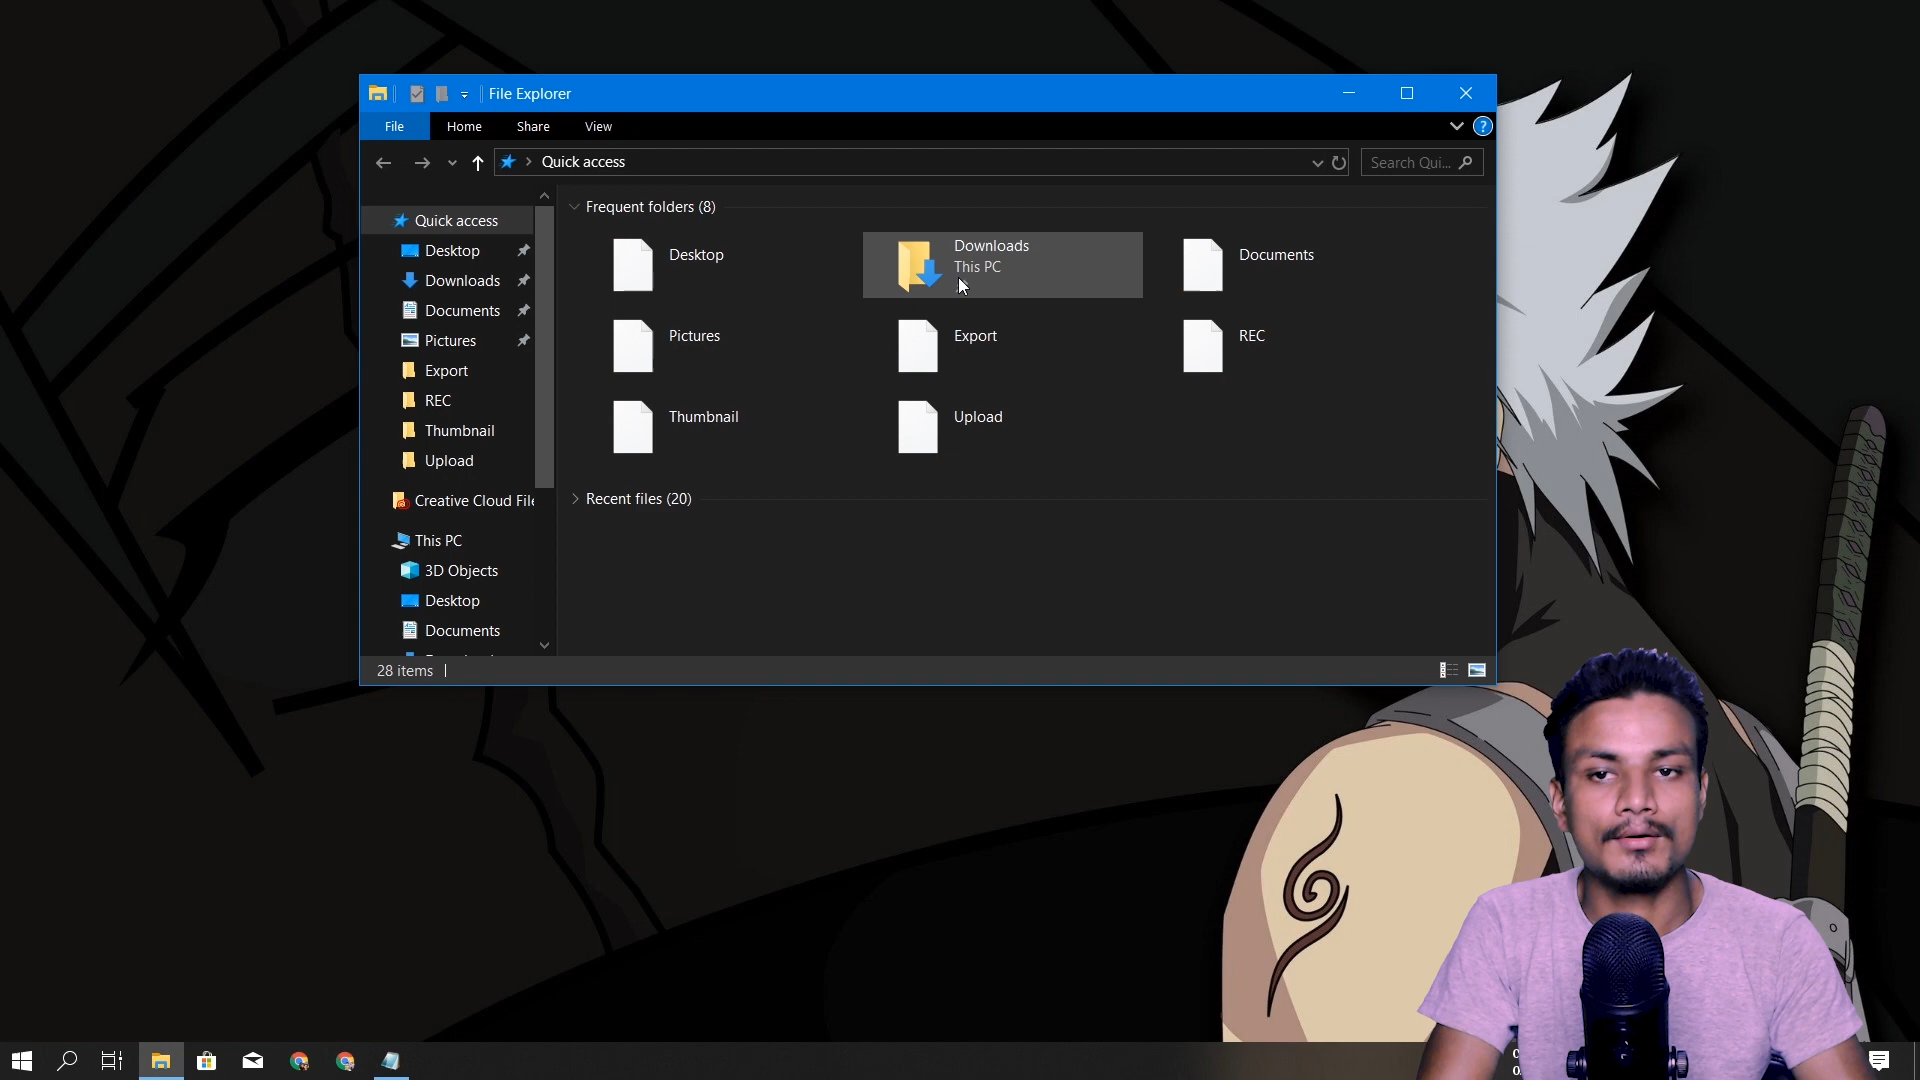 File Explorer
File Home Share View
?
Quick access
Search Qui...
Quick access
Desktop
Downloads
Documents
Pictures
Export
REC
Thumbnail
Upload
Creative Cloud File
This PC
3D Objects
Desktop
Documents
Frequent folders (8)
Desktop
Downloads
This PC
Documents
Pictures
Export
REC
Thumbnail
Upload
Recent files (20)
28 items